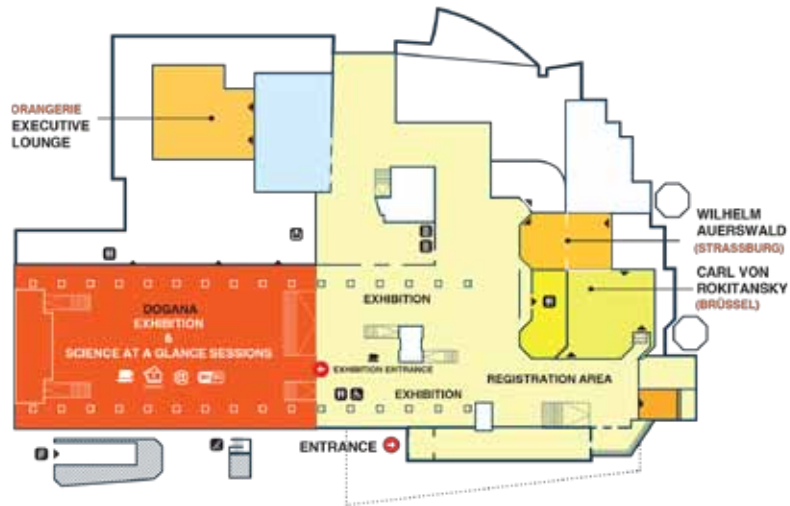 ORANGERIE
EXECUTIVE
LOUNGE
WILHELM
AUERSWALD
(STRASSBURG)
CARL VON
ROKITANSKY
(BRÜSSEL)
DOGANA
EXHIBITION
&
SCIENCE AT A GLANCE SESSIONS
EXHIBITION
EXHIBITION ENTRANCE
REGISTRATION AREA
EXHIBITION
ENTRANCE